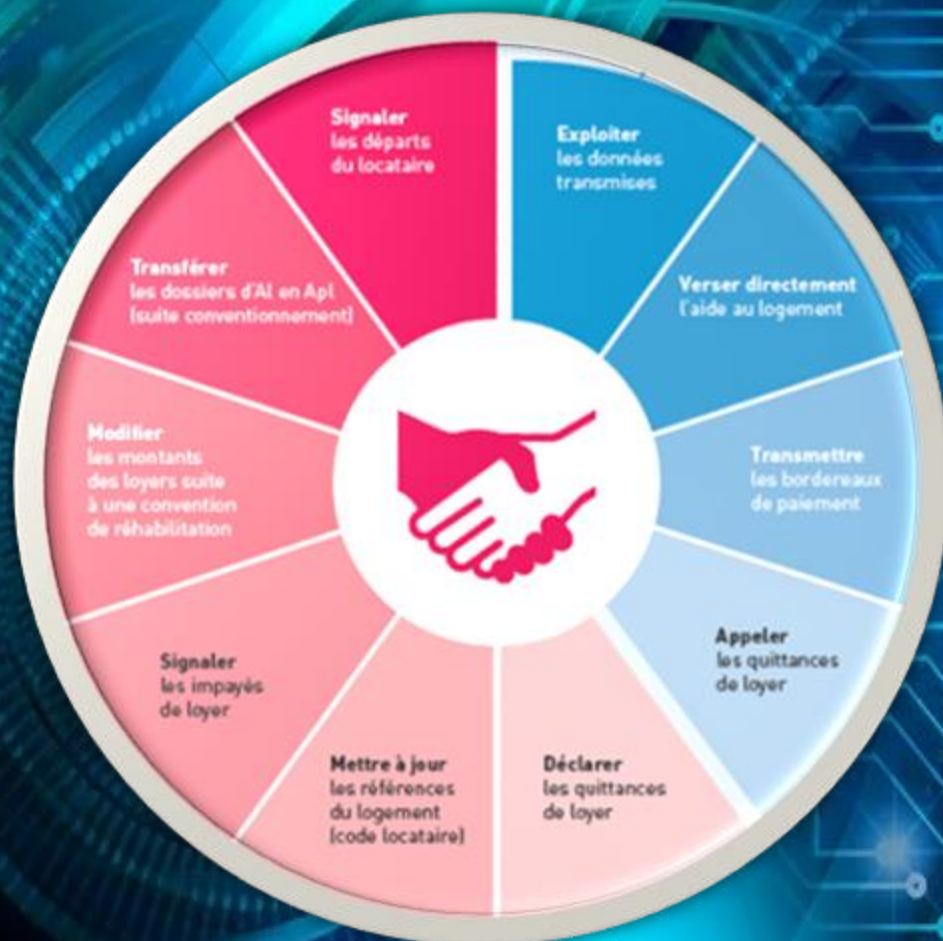 Signaler
les départs
du locataire
Exploiter
les données
transmises
Verser directement
l'aide au logement
Transmettre
les bordereaux
de paiement
Appeler
les quittances
de loyer
Déclarer
les quittances
de loyer
Mettre à jour
les références
du logement
(code locataire)
Signaler
les impayés
de loyer
Modifier
les montants
des loyers suite
à une convention
de réhabilitation
Transférer
les dossiers d'Al en Apl
(suite conventionnement)